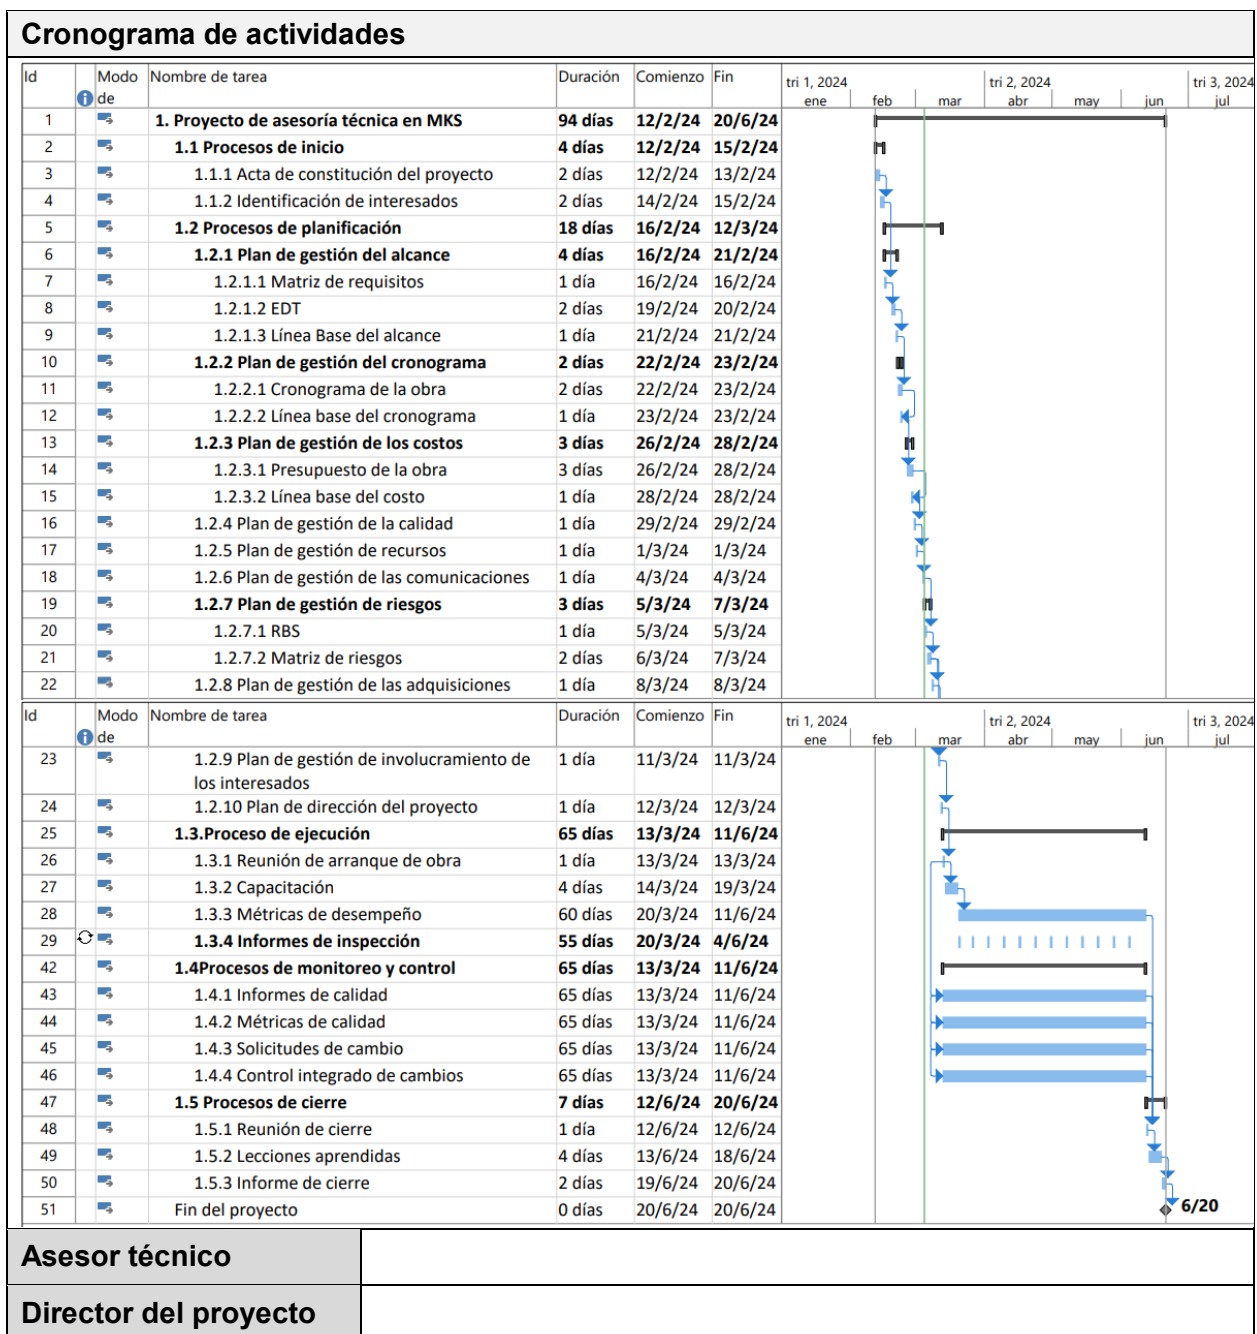 Cronograma de actividades
Id Modo de Nombre de tarea Duración Comienzo Fin tri 1, 2024 tri 2, 2024 tri 3, 2024
ene feb mar abr may jun jul
1 1. Proyecto de asesoría técnica en MKS 94 días 12/2/24 20/6/24
2 1.1 Procesos de inicio 4 días 12/2/24 15/2/24
3 1.1.1 Acta de constitución del proyecto 2 días 12/2/24 13/2/24
4 1.1.2 Identificación de interesados 2 días 14/2/24 15/2/24
5 1.2 Procesos de planificación 18 días 16/2/24 12/3/24
6 1.2.1 Plan de gestión del alcance 4 días 16/2/24 21/2/24
7 1.2.1.1 Matriz de requisitos 1 día 16/2/24 16/2/24
8 1.2.1.2 EDT 2 días 19/2/24 20/2/24
9 1.2.1.3 Línea Base del alcance 1 día 21/2/24 21/2/24
10 1.2.2 Plan de gestión del cronograma 2 días 22/2/24 23/2/24
11 1.2.2.1 Cronograma de la obra 2 días 22/2/24 23/2/24
12 1.2.2.2 Línea base del cronograma 1 día 23/2/24 23/2/24
13 1.2.3 Plan de gestión de los costos 3 días 26/2/24 28/2/24
14 1.2.3.1 Presupuesto de la obra 3 días 26/2/24 28/2/24
15 1.2.3.2 Línea base del costo 1 día 28/2/24 28/2/24
16 1.2.4 Plan de gestión de la calidad 1 día 29/2/24 29/2/24
17 1.2.5 Plan de gestión de recursos 1 día 1/3/24 1/3/24
18 1.2.6 Plan de gestión de las comunicaciones 1 día 4/3/24 4/3/24
19 1.2.7 Plan de gestión de riesgos 3 días 5/3/24 7/3/24
20 1.2.7.1 RBS 1 día 5/3/24 5/3/24
21 1.2.7.2 Matriz de riesgos 2 días 6/3/24 7/3/24
22 1.2.8 Plan de gestión de las adquisiciones 1 día 8/3/24 8/3/24
Id Modo de Nombre de tarea Duración Comienzo Fin tri 1, 2024 tri 2, 2024 tri 3, 2024
ene feb mar abr may jun jul
23 1.2.9 Plan de gestión de involucramiento de 1 día 11/3/24 11/3/24
los interesados
24 1.2.10 Plan de dirección del proyecto 1 día 12/3/24 12/3/24
25 1.3.Proceso de ejecución 65 días 13/3/24 11/6/24
26 1.3.1 Reunión de arranque de obra 1 día 13/3/24 13/3/24
27 1.3.2 Capacitación 4 días 14/3/24 19/3/24
28 1.3.3 Métricas de desempeño 60 días 20/3/24 11/6/24
29 1.3.4 Informes de inspección 55 días 20/3/24 4/6/24
42 1.4Procesos de monitoreo y control 65 días 13/3/24 11/6/24
43 1.4.1 Informes de calidad 65 días 13/3/24 11/6/24
44 1.4.2 Métricas de calidad 65 días 13/3/24 11/6/24
45 1.4.3 Solicitudes de cambio 65 días 13/3/24 11/6/24
46 1.4.4 Control integrado de cambios 65 días 13/3/24 11/6/24
47 1.5 Procesos de cierre 7 días 12/6/24 20/6/24
48 1.5.1 Reunión de cierre 1 día 12/6/24 12/6/24
49 1.5.2 Lecciones aprendidas 4 días 13/6/24 18/6/24
50 1.5.3 Informe de cierre 2 días 19/6/24 20/6/24
51 Fin del proyecto 0 días 20/6/24 20/6/24 6/20
Asesor técnico
Director del proyecto